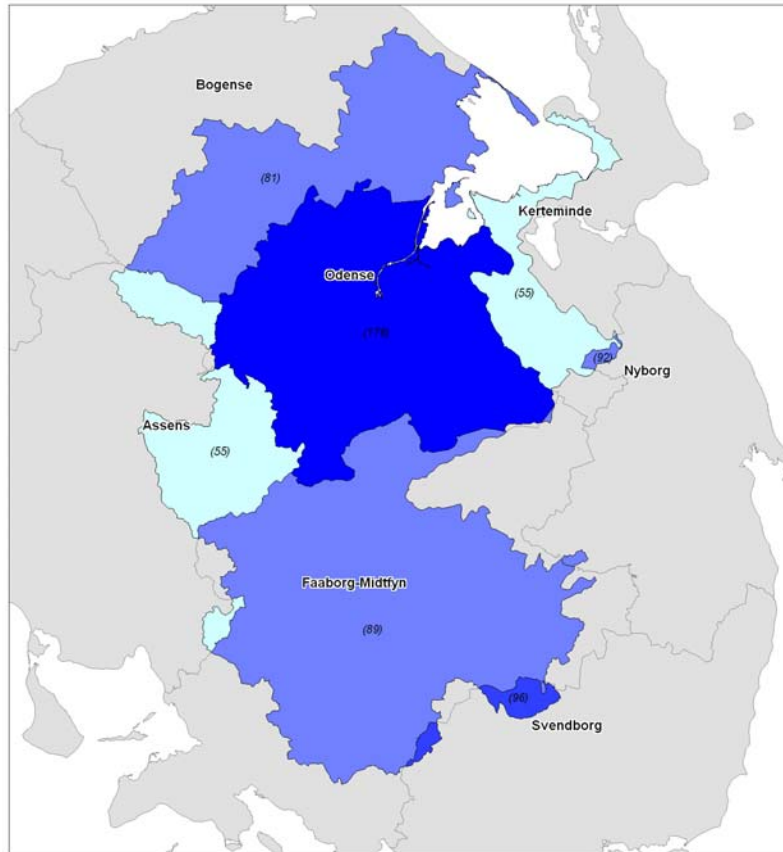 Bogense
(81)
Kerteminde
Odense
(55)
(92)
Nyborg
Assens
(55)
Faaborg-Midtfyn
(89)
(96)
Svendborg